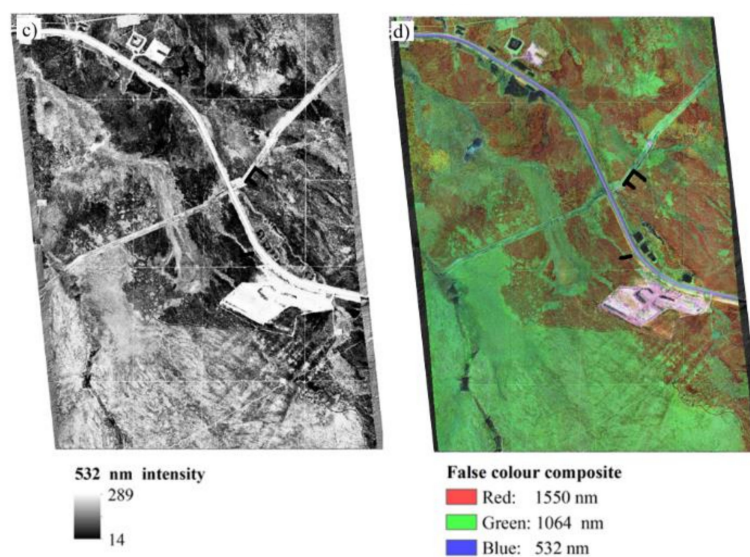 c)
d)
532 nm intensity
289
14
False colour composite
Red: 1550 nm
Green: 1064 nm
Blue: 532 nm